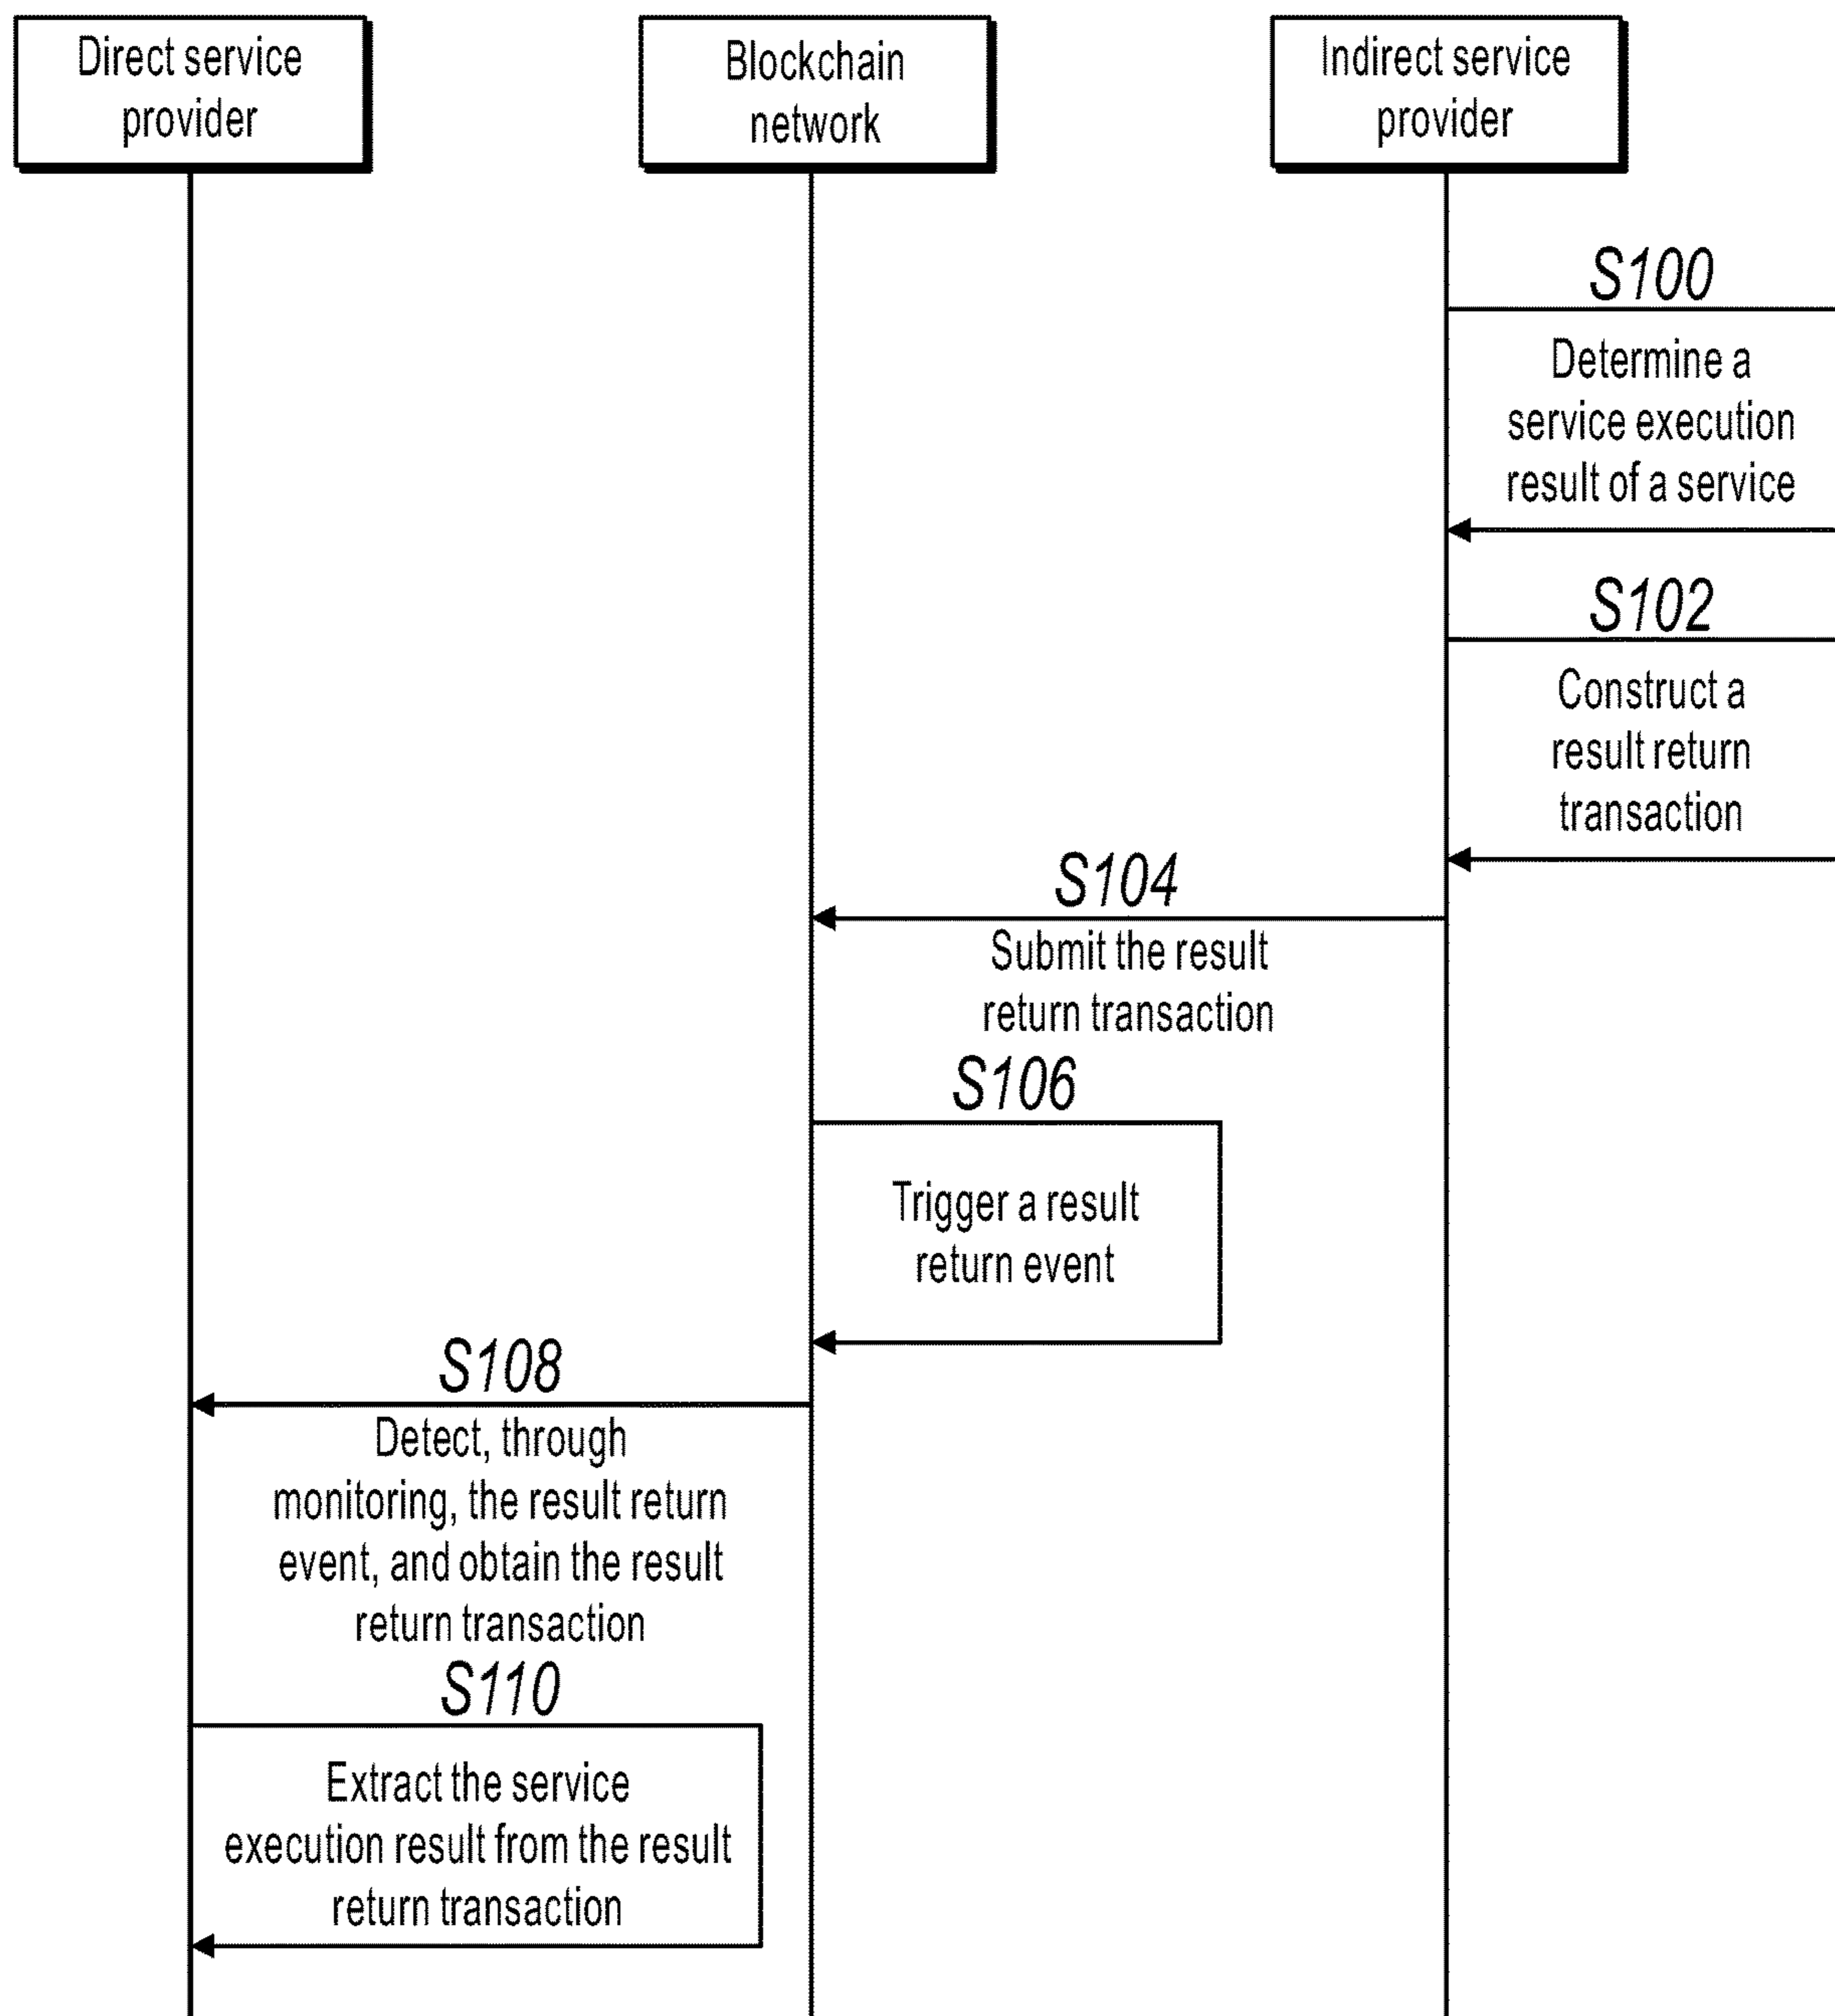 Direct service
provider
Blockchain
network
Indirect service
provider
S100
Determine a
service execution
result of a service
S102
Construct a
result return
transaction
S104
Submit the result
return transaction
S106
Trigger a result
return event
S108
Detect, through
monitoring, the result return
event, and obtain the result
return transaction
S110
Extract the service
execution result from the result
return transaction